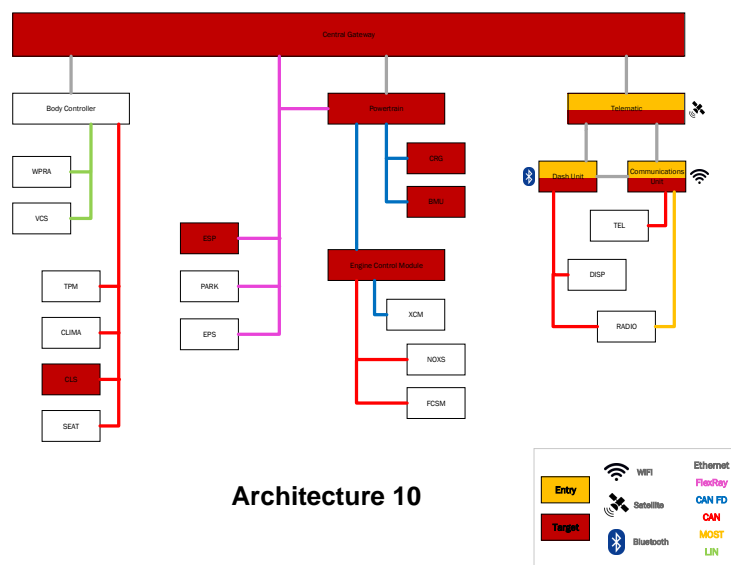 Central Gateway
Body Controller
Powertrain
Telematic
WPRA
CRG
Dash Unit
Communications
Unit
VCS
BMU
TEL
ESP
Engine Control Module
DISP
TPM
PARK
XCM
RADIO
CLIMA
EPS
NOXS
CLS
FCSM
SEAT
Architecture 10
Entry
Target
WiFi
Satellite
Bluetooth
Ethernet
FlexRay
CAN FD
CAN
MOST
LIN